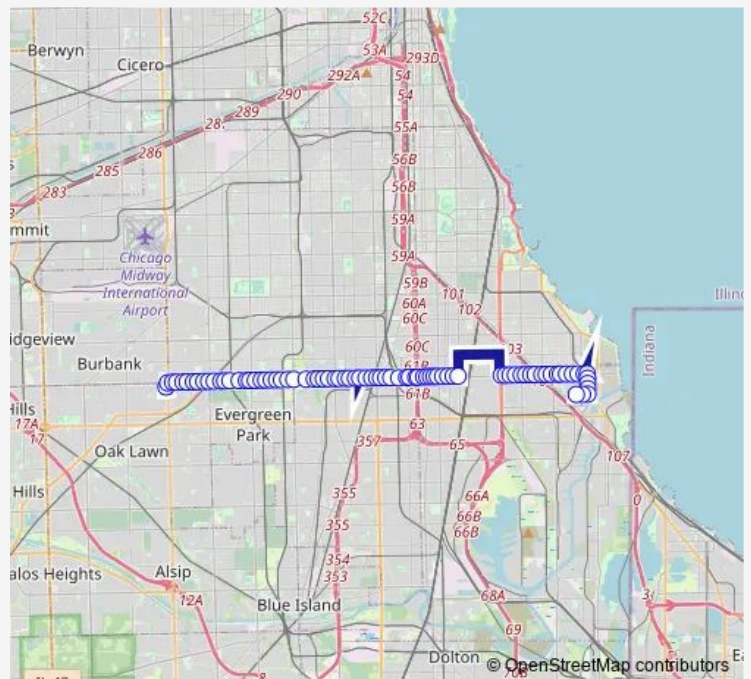 52C
Berwyn
53A
293D
Cicero
292A
54
290
54
289
55A
286
285
56B
283
56B
59A
mmit
Chicago
Midway
International
Airport
59A
59B
101
60A
102
60C
Indiana
idgeview
60C
03
Burbank
61B
Hills
17A
17
Evergreen
Park
63
Oak Lawn
357
65
107
Hills
355
66A
0
355
66B
66B
354
353
alos Heights
Alsip
12A
Blue Island
68A
69
Dolton
© OpenStreetMap contributors